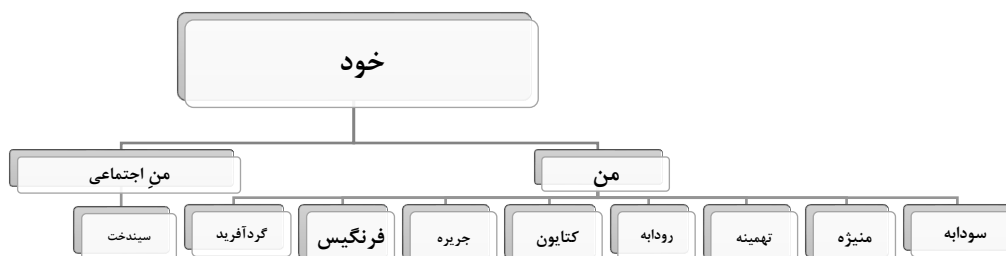 خود
من
منِ اجتماعی
سودابه
منیژه
تهمینه
رودابه
کتایون
جریره
فرنگیس
گردآفرید
سیندخت